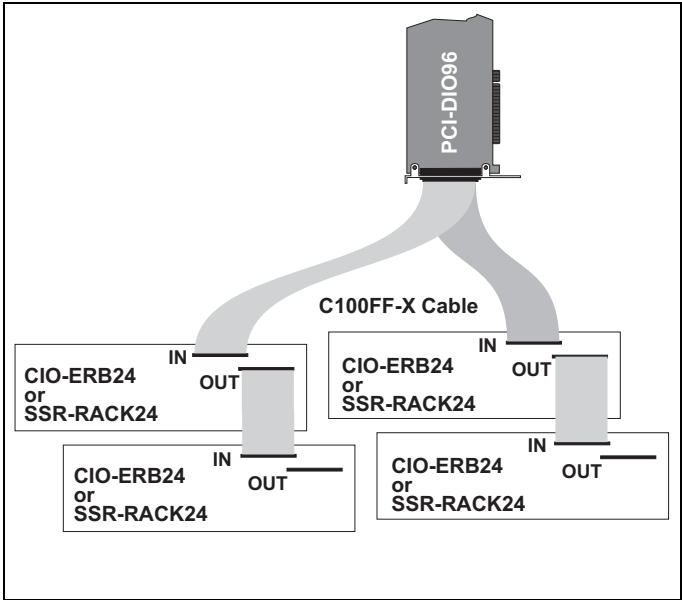 PCI-DIO96
C100FF-X Cable
IN
OUT
CIO-ERB24
or
SSR-RACK24
IN
OUT
CIO-ERB24
or
SSR-RACK24
IN
OUT
CIO-ERB24
or
SSR-RACK24
IN
OUT
CIO-ERB24
or
SSR-RACK24